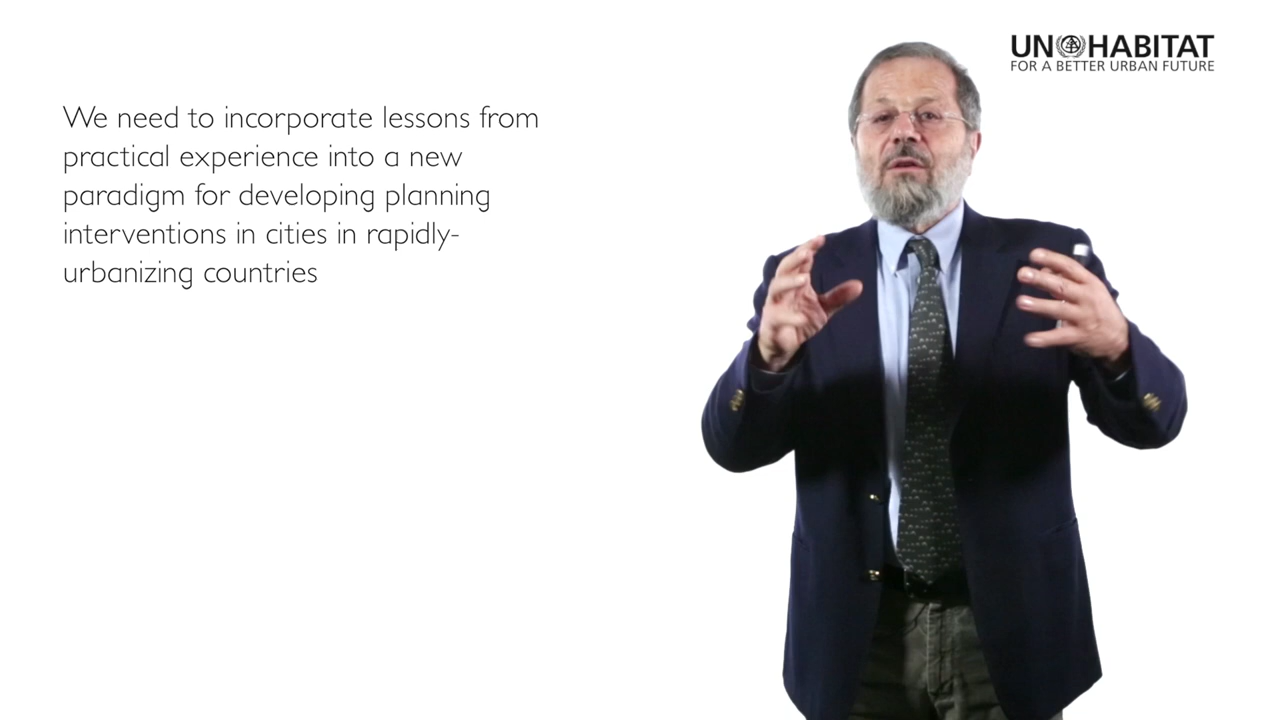 We need to incorporate lessons from
practical experience into a new
paradigm for developing planning
interventions in cities in rapidly-
urbanizing countries
UN HABITAT
FOR A BETTER URBAN FUTURE